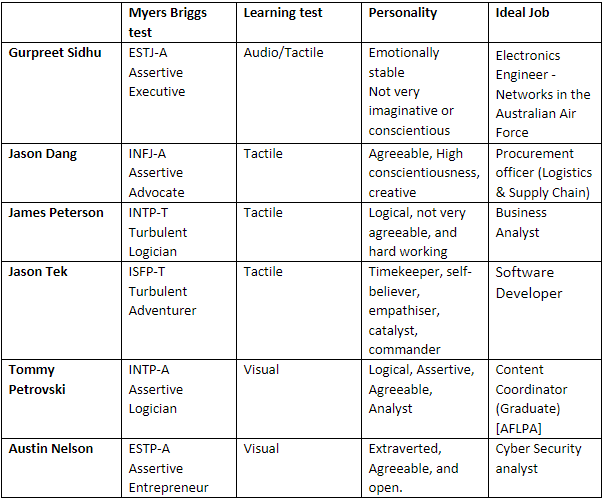 Myers Briggs test
Learning test
Personality
Ideal Job
Gurpreet Sidhu
ESTJ-A
Assertive
Executive
Audio/Tactile
Emotionally
stable
Not very
imaginative or
conscientious
Electronics
Engineer -
Networks in the
Australian Air
Force
Jason Dang
INFJ-A
Assertive
Advocate
Tactile
Agreeable, High
conscientiousness,
creative
Procurement
officer (Logistics
& Supply Chain)
James Peterson
INTP-T
Turbulent
Logician
Tactile
Logical, not very
agreeable, and
hard working
Business
Analyst
Jason Tek
ISFP-T
Turbulent
Adventurer
Tactile
Timekeeper, self-
believer,
empathiser,
catalyst,
commander
Software
Developer
Tommy
Petrovski
INTP-A
Assertive
Logician
Visual
Logical, Assertive,
Agreeable,
Analyst
Content
Coordinator
(Graduate)
[AFLPA]
Austin Nelson
ESTP-A
Assertive
Entrepreneur
Visual
Extraverted,
Agreeable, and
open.
Cyber Security
analyst